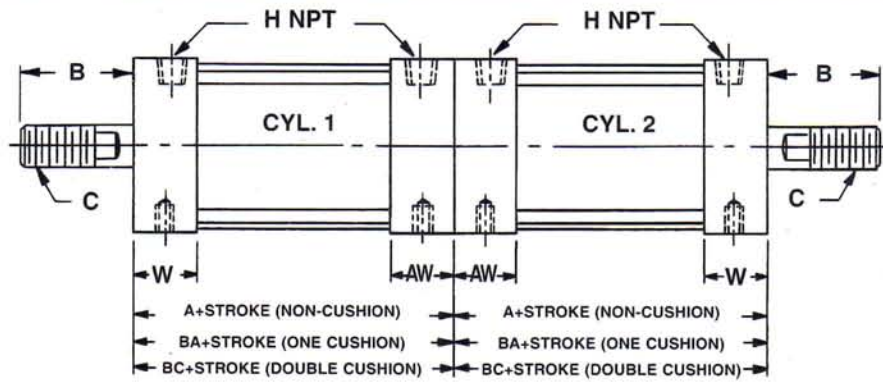 H NPT H NPT
B B
CYL. 1 CYL. 2
C C
W AW AW W
A+STROKE (NON-CUSHION) A+STROKE (NON-CUSHION)
BA+STROKE (ONE CUSHION) BA+STROKE (ONE CUSHION)
BC+STROKE (DOUBLE CUSHION) BC+STROKE (DOUBLE CUSHION)